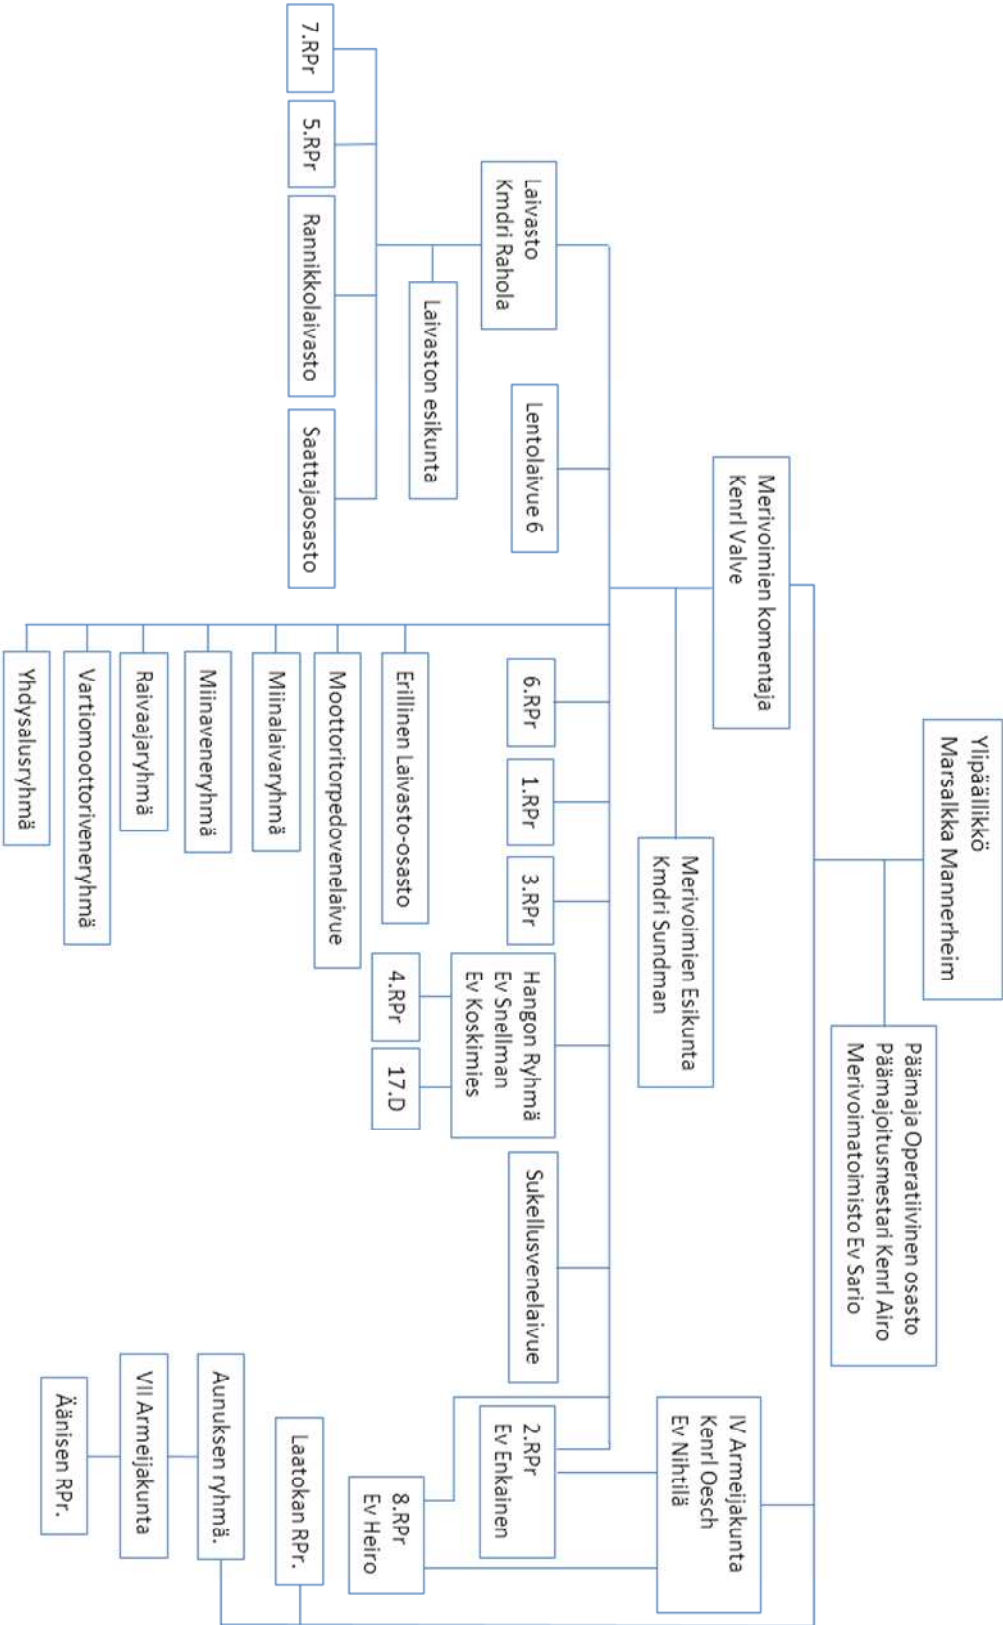 Ylipäällikkö
Marsalkka Mannerheim
Päämaja Operatiivinen osasto
Päämajoitusmestari Kenrl Airo
Merivoimatoimisto Ev Sario
Merivoimien komentaja
Kenrl Valve
IV Armeijakunta
Kenrl Oesch
Ev Nihtilä
Merivoimien Esikunta
Kmdri Sundman
Laivasto
Kmdri Rahola
Lentolaivue 6
6.RPr
1.RPr
3.RPr
Hangon Ryhmä
Ev Snellman
Ev Koskimies
Sukellusvenelaivue
2.RPr
Ev Enkainen
Laivaston esikunta
Erillinen Laivasto-osasto
4.RPr
17.D
8.RPr
Ev Heiro
7.RPr
5.RPr
Rannikkolaivasto
Saattajaosasto
Moottoritorpedovenelaivue
Laatokan RPr.
Miinalaivaryhmä
Miinaveneryhmä
Aunuksen ryhmä.
Raivaajaryhmä
VII Armeijakunta
Vartiomoottoriveneryhmä
Äänisen RPr.
Yhdysalusryhmä